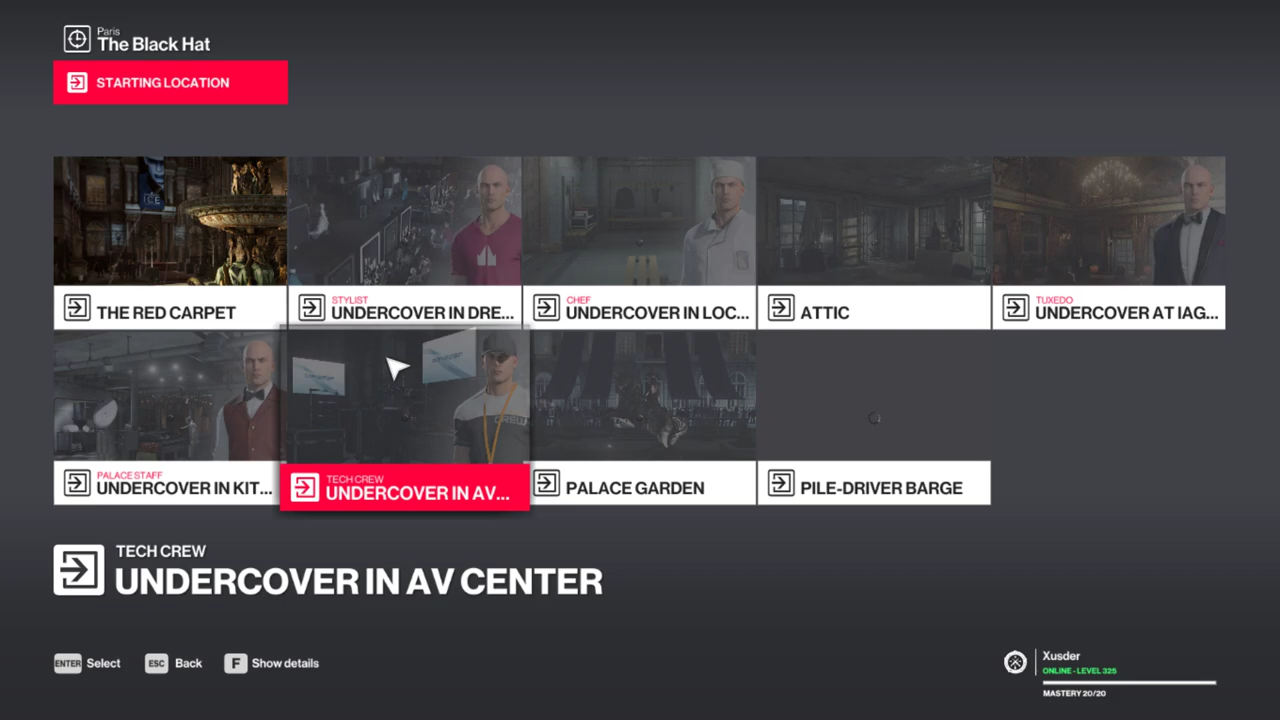 Paris
The Black Hat
STARTING LOCATION
ICE
THE RED CARPET
STYLIST
UNDERCOVER IN DRE...
CHEF
UNDERCOVER IN LOC...
ATTIC
TUXEDO
UNDERCOVER AT IAG...
CREW
PALACE STAFF
UNDERCOVER IN KIT...
TECH CREW
UNDERCOVER IN AV...
PALACE GARDEN
PILE-DRIVER BARGE
TECH CREW
UNDERCOVER IN AV CENTER
ENTER Select
ESC Back
F Show details
Xusder
ONLINE - LEVEL 325
MASTERY 20/20